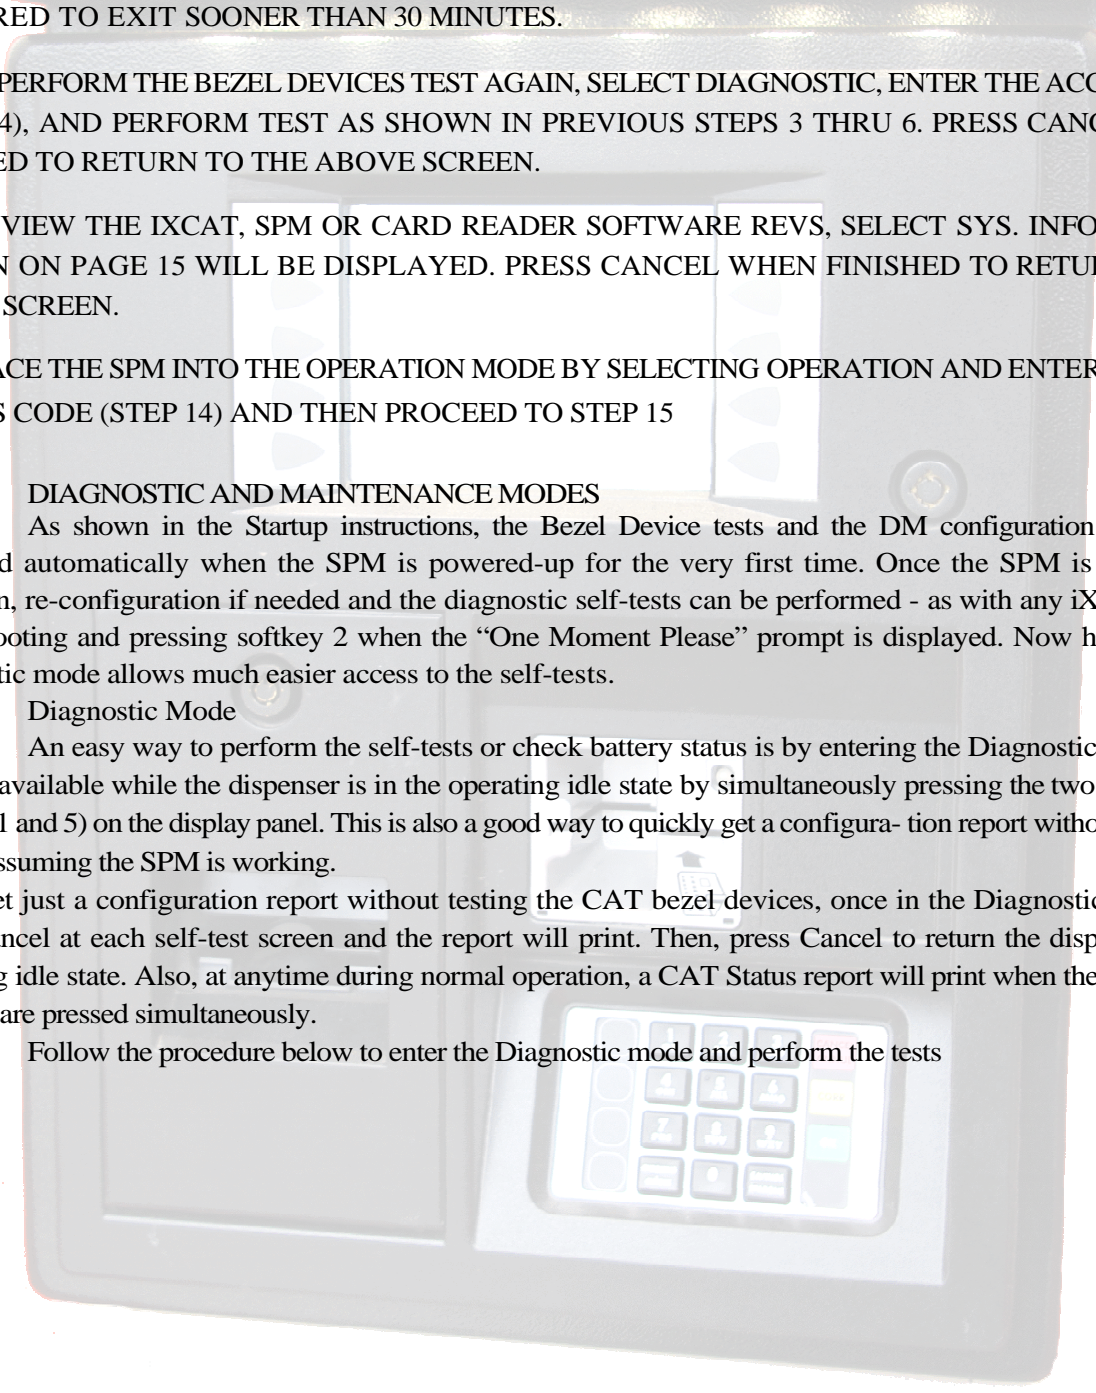 RED TO EXIT SOONER THAN 30 MINUTES.
PERFORM THE BEZEL DEVICES TEST AGAIN, SELECT DIAGNOSTIC, ENTER THE ACC
4), AND PERFORM TEST AS SHOWN IN PREVIOUS STEPS 3 THRU 6. PRESS CANC
ED TO RETURN TO THE ABOVE SCREEN.
VIEW THE IXCAT, SPM OR CARD READER SOFTWARE REVS, SELECT SYS. INFO
N ON PAGE 15 WILL BE DISPLAYED. PRESS CANCEL WHEN FINISHED TO RETU
SCREEN.
ACE THE SPM INTO THE OPERATION MODE BY SELECTING OPERATION AND ENTER
S CODE (STEP 14) AND THEN PROCEED TO STEP 15
DIAGNOSTIC AND MAINTENANCE MODES
As shown in the Startup instructions, the Bezel Device tests and the DM configuration
d automatically when the SPM is powered-up for the very first time. Once the SPM is
n, re-configuration if needed and the diagnostic self-tests can be performed - as with any iX
ooting and pressing softkey 2 when the “One Moment Please” prompt is displayed. Now h
tic mode allows much easier access to the self-tests.
Diagnostic Mode
An easy way to perform the self-tests or check battery status is by entering the Diagnostic
available while the dispenser is in the operating idle state by simultaneously pressing the two
1 and 5) on the display panel. This is also a good way to quickly get a configura- tion report witho
ssuming the SPM is working.
et just a configuration report without testing the CAT bezel devices, once in the Diagnostic
ncel at each self-test screen and the report will print. Then, press Cancel to return the disp
g idle state. Also, at anytime during normal operation, a CAT Status report will print when the
are pressed simultaneously.
Follow the procedure below to enter the Diagnostic mode and perform the tests
1 2 3
4 5 6
7 8 9
0